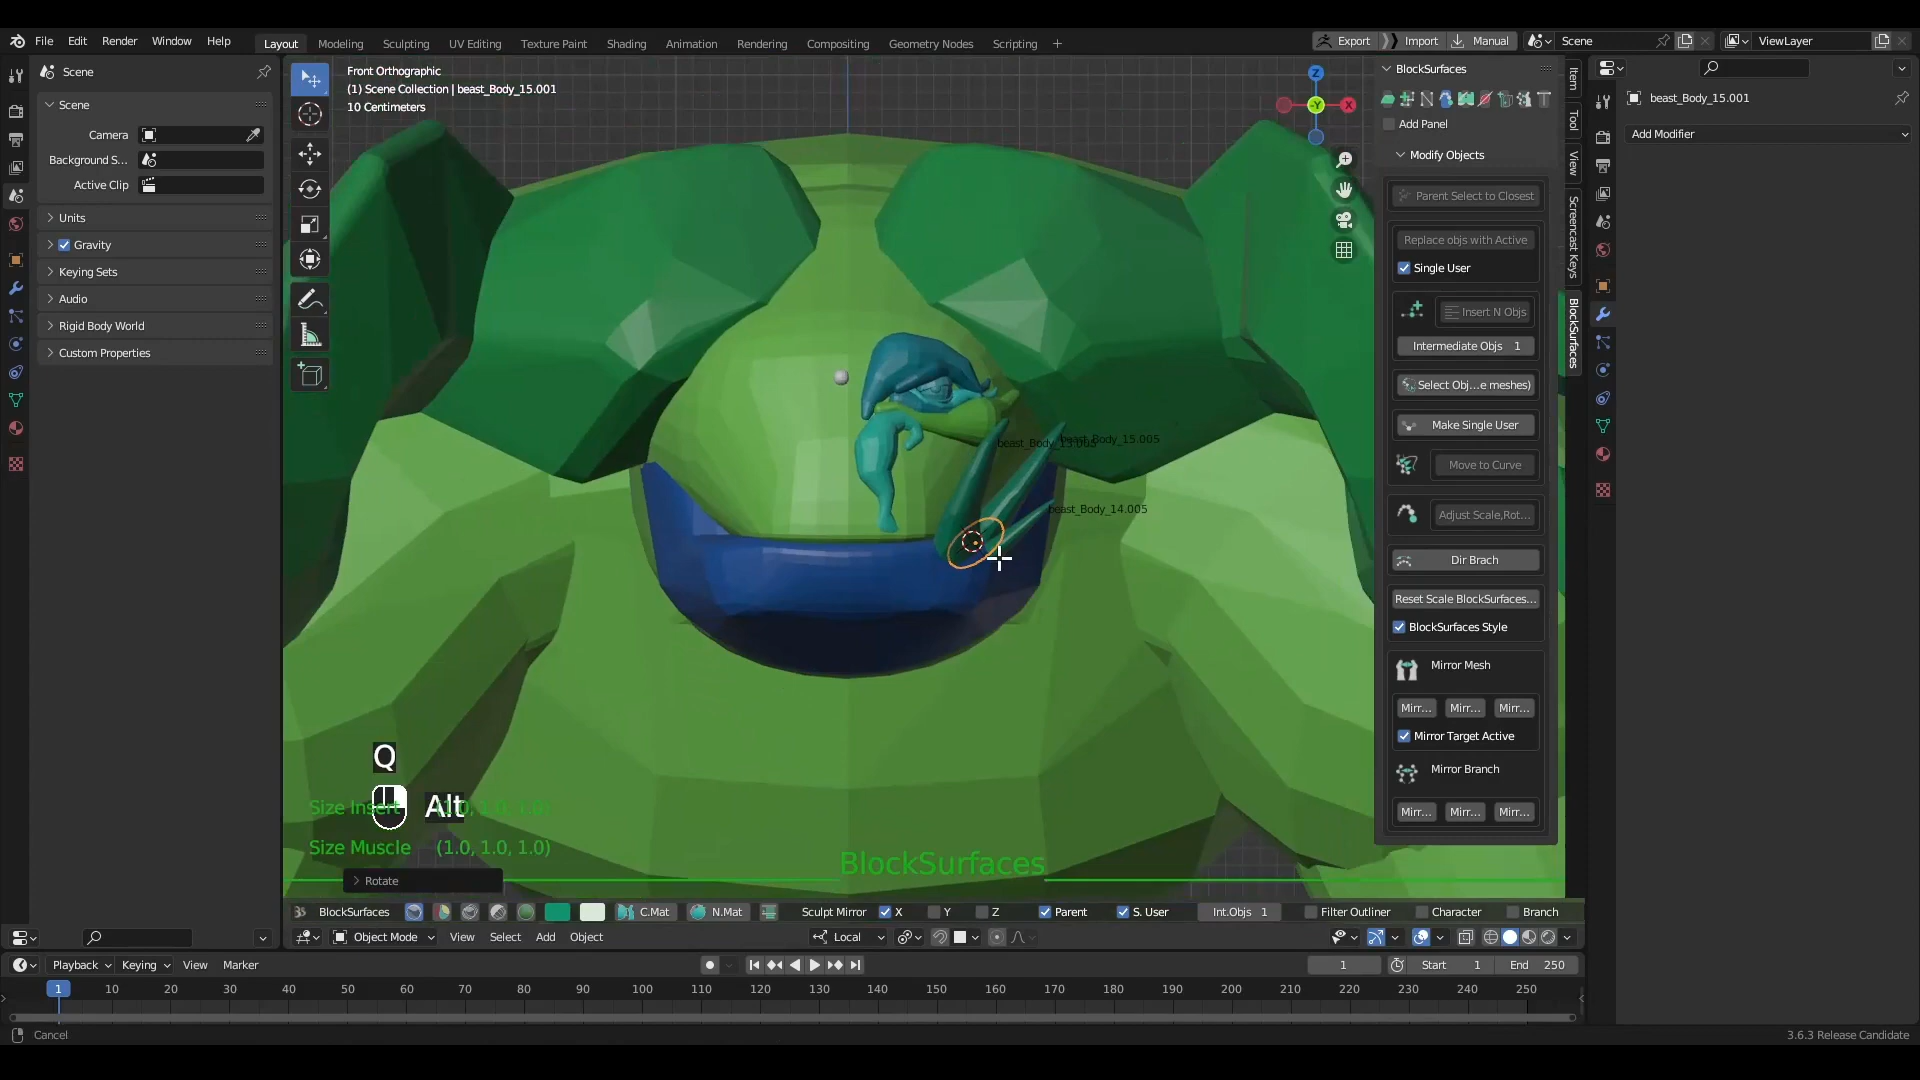 File Edit Render Window Help
Layout Modeling Sculpting UV Editing Texture Paint Shading Animation Rendering Compositing Geometry Nodes Scripting +
Export Import Manual Scene ViewLayer
Scene
Scene
Camera
Background S...
Active Clip
Units
Gravity
Keying Sets
Audio
Rigid Body World
Custom Properties
Front Orthographic
(1) Scene Collection | beast_Body_15.001
10 Centimeters
Z
-Y
X
beast_Body_15.005
beast_Body_14.005
Q
Alt
Size Insert
Size Muscle (1.0, 1.0, 1.0)
BlockSurfaces
Rotate
BlockSurfaces
Add Panel
Modify Objects
Parent Select to Closest
Replace objs with Active
Single User
Insert N Objs
Intermediate Objs 1
Select Obj...e meshes)
Make Single User
Move to Curve
Adjust Scale,Rot...
Dir Brach
Reset Scale BlockSurfaces...
BlockSurfaces Style
Mirror Mesh
Mirr... Mirr... Mirr...
Mirror Target Active
Mirror Branch
Mirr... Mirr... Mirr...
Item
Tool
View
Screencast Keys
BlockSurfaces
beast_Body_15.001
Add Modifier
BlockSurfaces C.Mat N.Mat Sculpt Mirror X Y Z Parent S. User Int.Objs 1 Filter Outliner Character Branch
Object Mode View Select Add Object Local
Playback Keying View Marker 1 Start 1 End 250
1 10 20 30 40 50 60 70 80 90 100 110 120 130 140 150 160 170 180 190 200 210 220 230 240 250
Cancel 3.6.3 Release Candidate